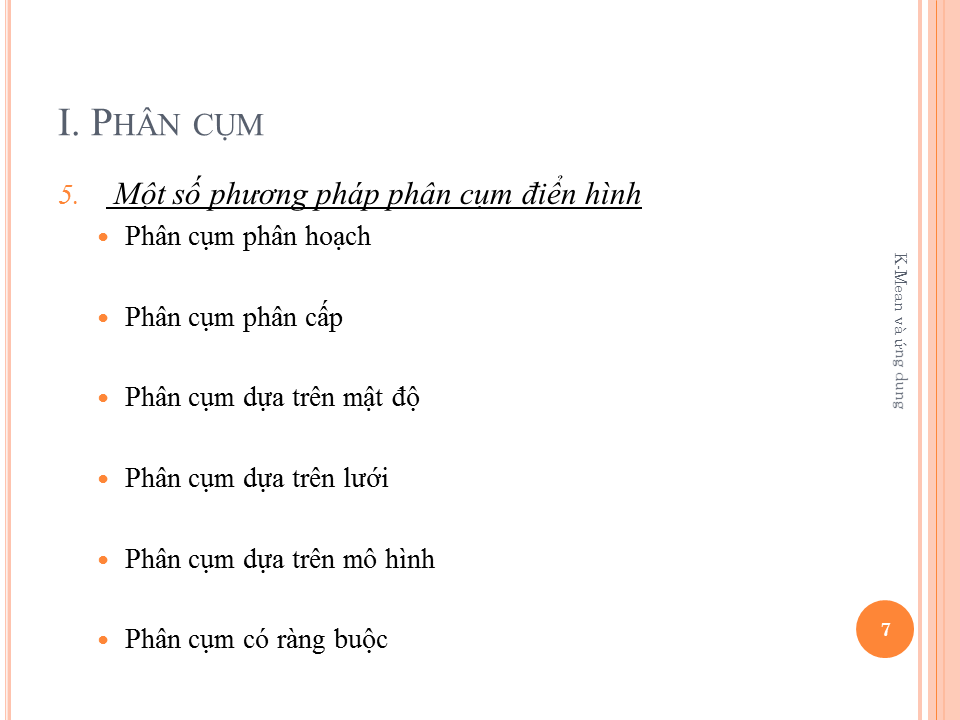 I. PHÂN CỤM
5. Một số phương pháp phân cụm điển hình
• Phân cụm phân hoạch
• Phân cụm phân cấp
• Phân cụm dựa trên mật độ
• Phân cụm dựa trên lưới
• Phân cụm dựa trên mô hình
• Phân cụm có ràng buộc
K-Mean và ứng dung
7